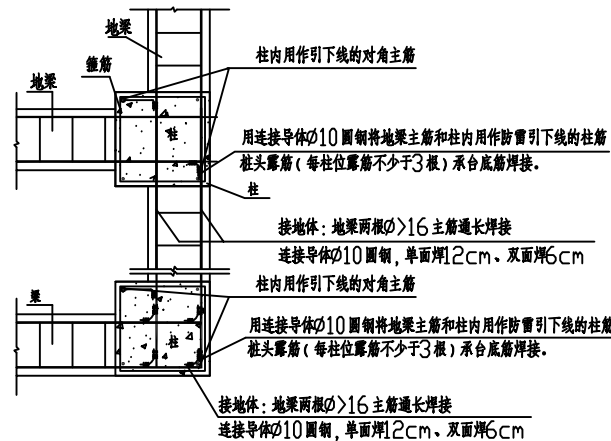 地梁
柱内用作引下线的对角主筋
箍筋
地梁
柱
用连接导体Ø10圆钢将地梁主筋和柱内用作防雷引下线的柱筋
桩头露筋(每柱位露筋不少于3根)承台底筋焊接。
柱
接地体:地梁两根Ø>16主筋通长焊接
连接导体Ø10圆钢,单面焊12cm、双面焊6cm
柱内用作引下线的对角主筋
梁
柱
用连接导体Ø10圆钢将地梁主筋和柱内用作防雷引下线的柱筋
桩头露筋(每柱位露筋不少于3根)承台底筋焊接。
接地体:地梁两根Ø>16主筋通长焊接
连接导体Ø10圆钢,单面焊12cm、双面焊6cm